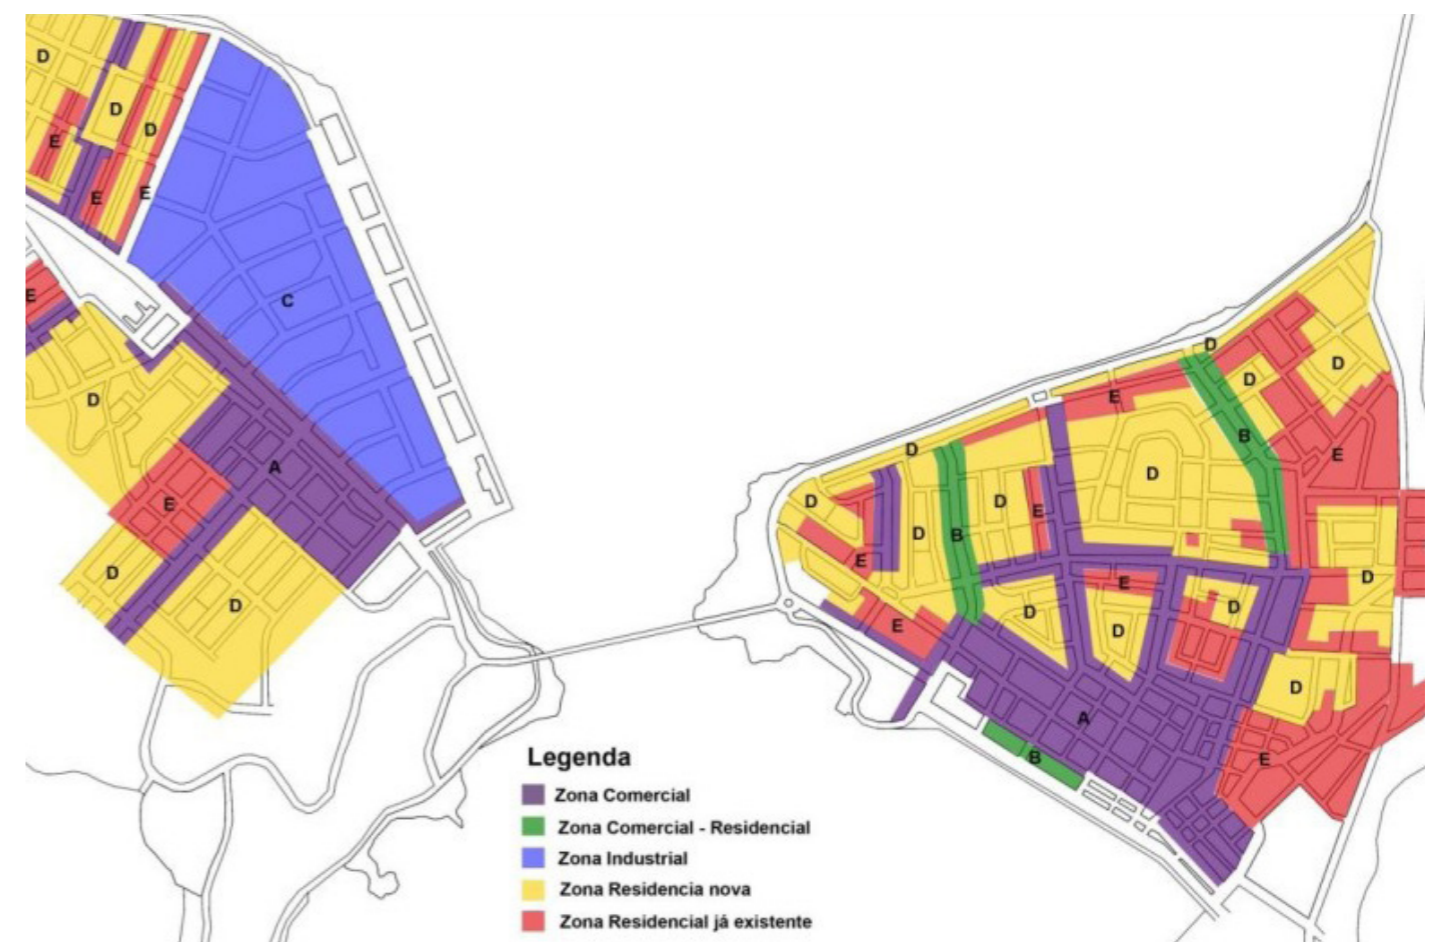 D
D
D
E
E
E
C
E
D
A
E
D
D
D
D
D
E
B
E
D
D
D
E
D
B
D
E
E
E
D
D
D
D
E
D
A
B
E
Legenda
Zona Comercial
Zona Comercial - Residencial
Zona Industrial
Zona Residencia nova
Zona Residencial já existente